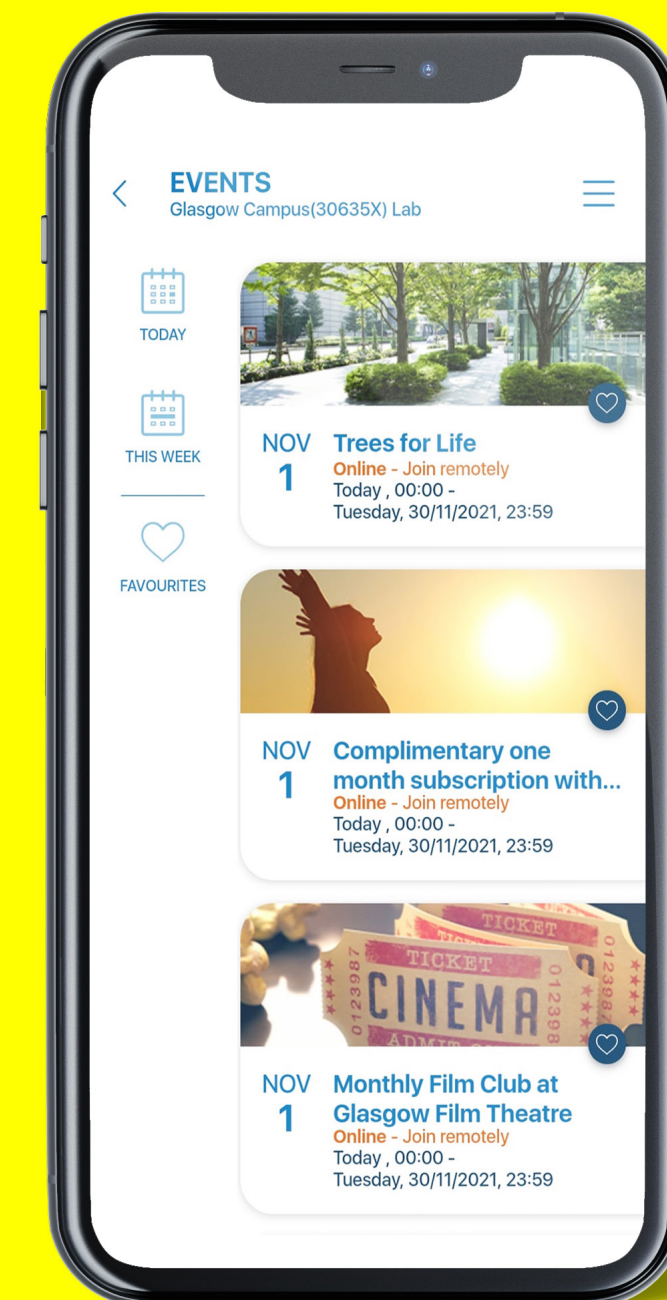 EVENTS
Glasgow Campus(30635X) Lab
TODAY
THIS WEEK
FAVOURITES
NOV
1
Trees for Life
Online - Join remotely
Today , 00:00 -
Tuesday, 30/11/2021, 23:59
NOV
1
Complimentary one
month subscription with...
Online - Join remotely
Today , 00:00 -
Tuesday, 30/11/2021, 23:59
TICKET
TICKET
CINEMA
0123987
012398
0123987
NOV
1
Monthly Film Club at
Glasgow Film Theatre
Online - Join remotely
Today , 00:00 -
Tuesday, 30/11/2021, 23:59